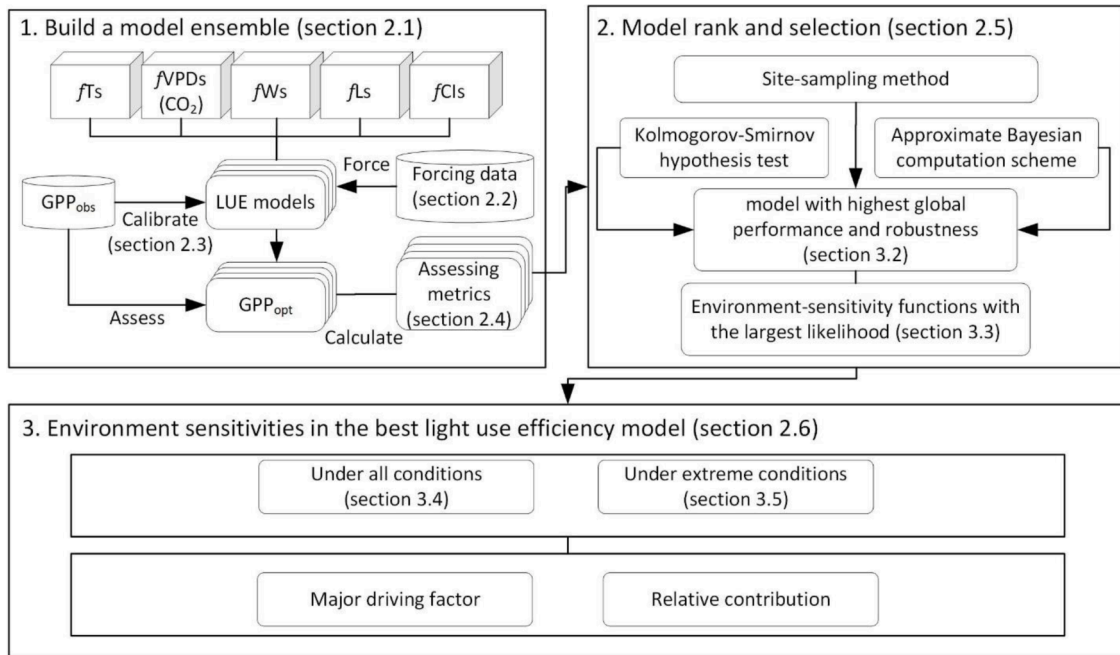 1. Build a model ensemble (section 2.1)
fTs
fVPDs
(CO₂)
fWs
fLs
fCIs
Force
GPPobs
LUE models
Forcing data
(section 2.2)
Calibrate
(section 2.3)
GPPopt
Assessing
metrics
(section 2.4)
Assess
Calculate
2. Model rank and selection (section 2.5)
Site-sampling method
Kolmogorov-Smirnov
hypothesis test
Approximate Bayesian
computation scheme
model with highest global
performance and robustness
(section 3.2)
Environment-sensitivity functions with
the largest likelihood (section 3.3)
3. Environment sensitivities in the best light use efficiency model (section 2.6)
Under all conditions
(section 3.4)
Under extreme conditions
(section 3.5)
Major driving factor
Relative contribution